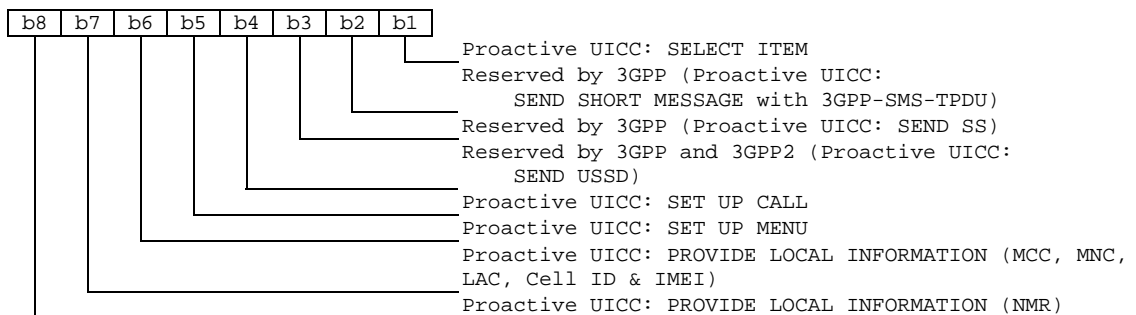 b8 b7 b6 b5 b4 b3 b2 b1
Proactive UICC: SELECT ITEM
Reserved by 3GPP (Proactive UICC:
SEND SHORT MESSAGE with 3GPP-SMS-TPDU)
Reserved by 3GPP (Proactive UICC: SEND SS)
Reserved by 3GPP and 3GPP2 (Proactive UICC:
SEND USSD)
Proactive UICC: SET UP CALL
Proactive UICC: SET UP MENU
Proactive UICC: PROVIDE LOCAL INFORMATION (MCC, MNC,
LAC, Cell ID & IMEI)
Proactive UICC: PROVIDE LOCAL INFORMATION (NMR)